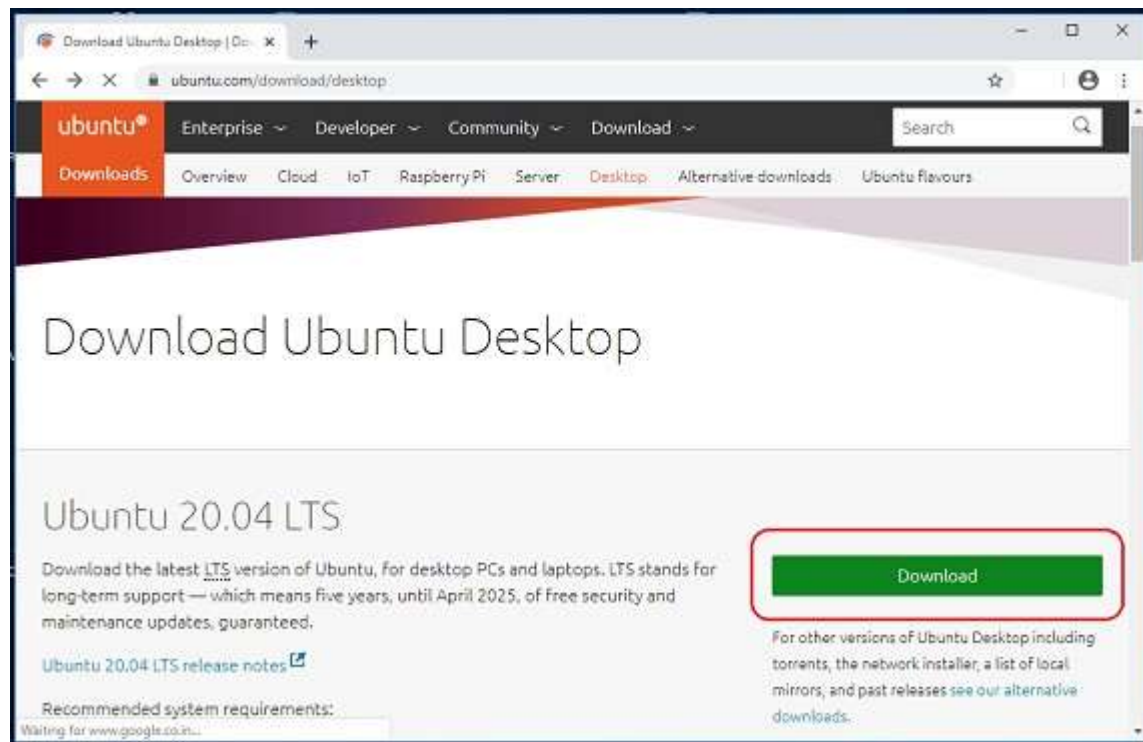 Download Ubuntu Desktop | Do
ubuntu.com/download/desktop
ubuntu® Enterprise Developer Community Download Search
Downloads Overview Cloud IoT Raspberry Pi Server Desktop Alternative downloads Ubuntu flavours
Download Ubuntu Desktop
Ubuntu 20.04 LTS
Download the latest LTS version of Ubuntu, for desktop PCs and laptops. LTS stands for
long-term support — which means five years, until April 2025, of free security and
maintenance updates, guaranteed.
Ubuntu 20.04 LTS release notes
Recommended system requirements:
Download
For other versions of Ubuntu Desktop including
torrents, the network installer, a list of local
mirrors, and past releases see our alternative
downloads.
Waiting for www.google.co.in...